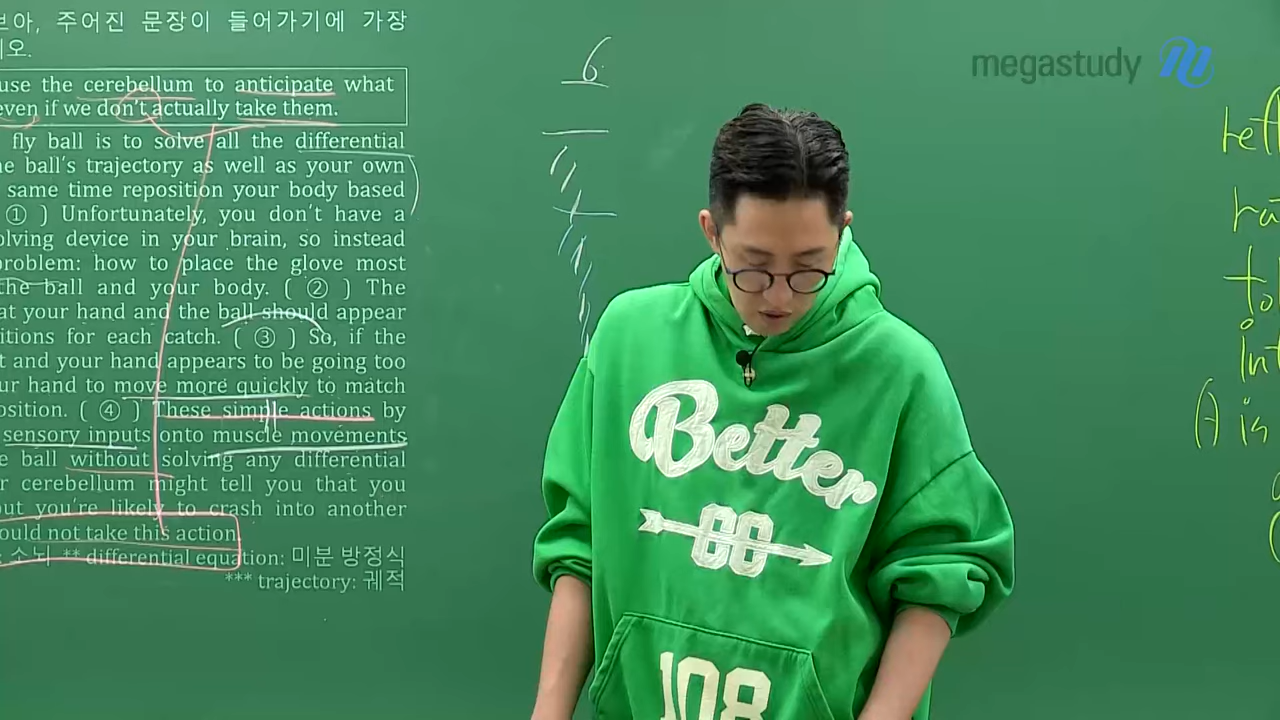 보아, 주어진 문장이 들어가기에 가장
오.
use the cerebellum to anticipate what
even if we don't actually take them.
fly ball is to solve all the differential
ne ball's trajectory as well as your own
same time reposition your body based
① ) Unfortunately, you don't have a
olving device in your brain, so instead
problem: how to place the glove most
the ball and your body. ( ② ) The
at your hand and the ball should appear
itions for each catch. ( ③ ) So, if the
t and your hand appears to be going too
ur hand to move more quickly to match
osition. ( ④ ) These simple actions by
sensory inputs onto muscle movements
e ball without solving any differential
r cerebellum might tell you that you
out you're likely to crash into another
ould not take this action
: 소뇌 ** differential equation: 미분 방정식
*** trajectory: 궤적
6
megastudy
Better
CC
108
to
int
(A is